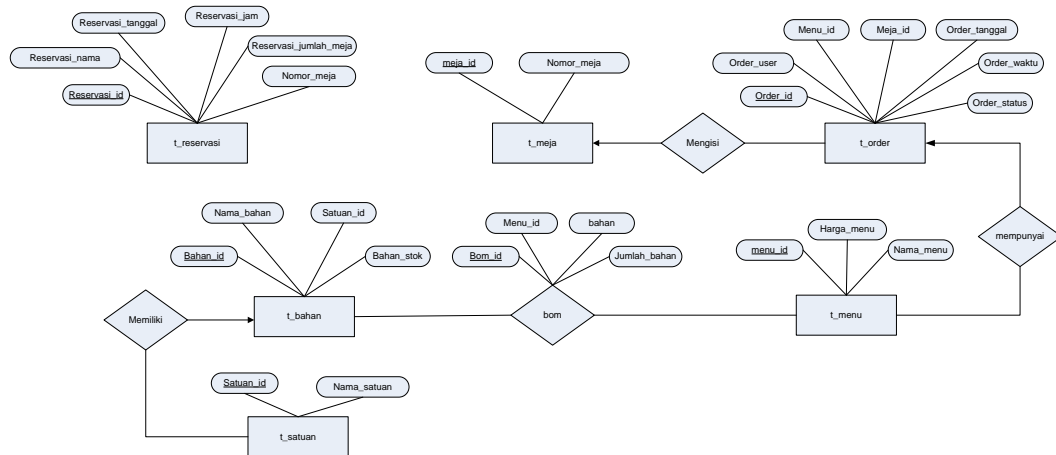 Reservasi_tanggal
Reservasi_jam
Reservasi_nama
Reservasi_jumlah_meja
Reservasi_id
Nomor_meja
t_reservasi
meja_id
Nomor_meja
t_meja
Mengisi
Menu_id
Meja_id
Order_tanggal
Order_user
Order_waktu
Order_id
Order_status
t_order
mempunyai
Nama_bahan
Satuan_id
Bahan_id
Bahan_stok
t_bahan
Menu_id
bahan
Bom_id
Jumlah_bahan
bom
Harga_menu
menu_id
Nama_menu
t_menu
Memiliki
Satuan_id
Nama_satuan
t_satuan